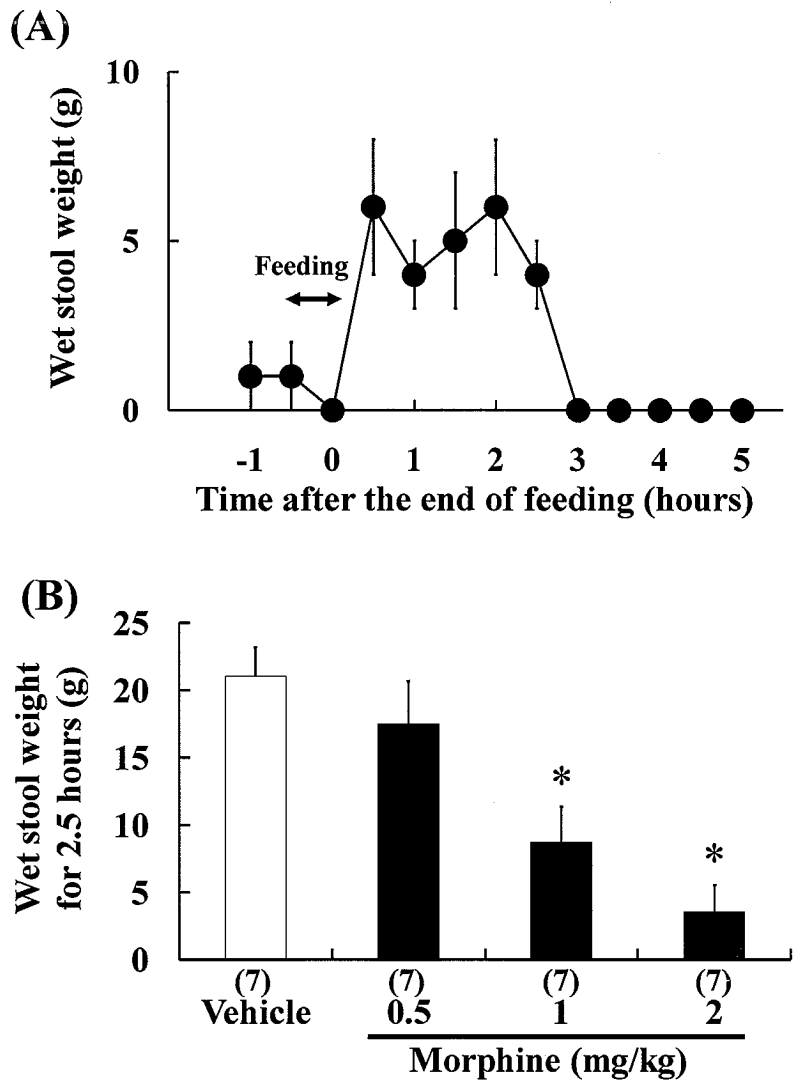 (A)
10
5
0
Wet stool weight (g)
Feeding
-1 0 1 2 3 4 5
Time after the end of feeding (hours)
(B)
25
20
15
10
5
0
Wet stool weight
for 2.5 hours (g)
*
*
(7) (7) (7) (7)
Vehicle 0.5 1 2
Morphine (mg/kg)